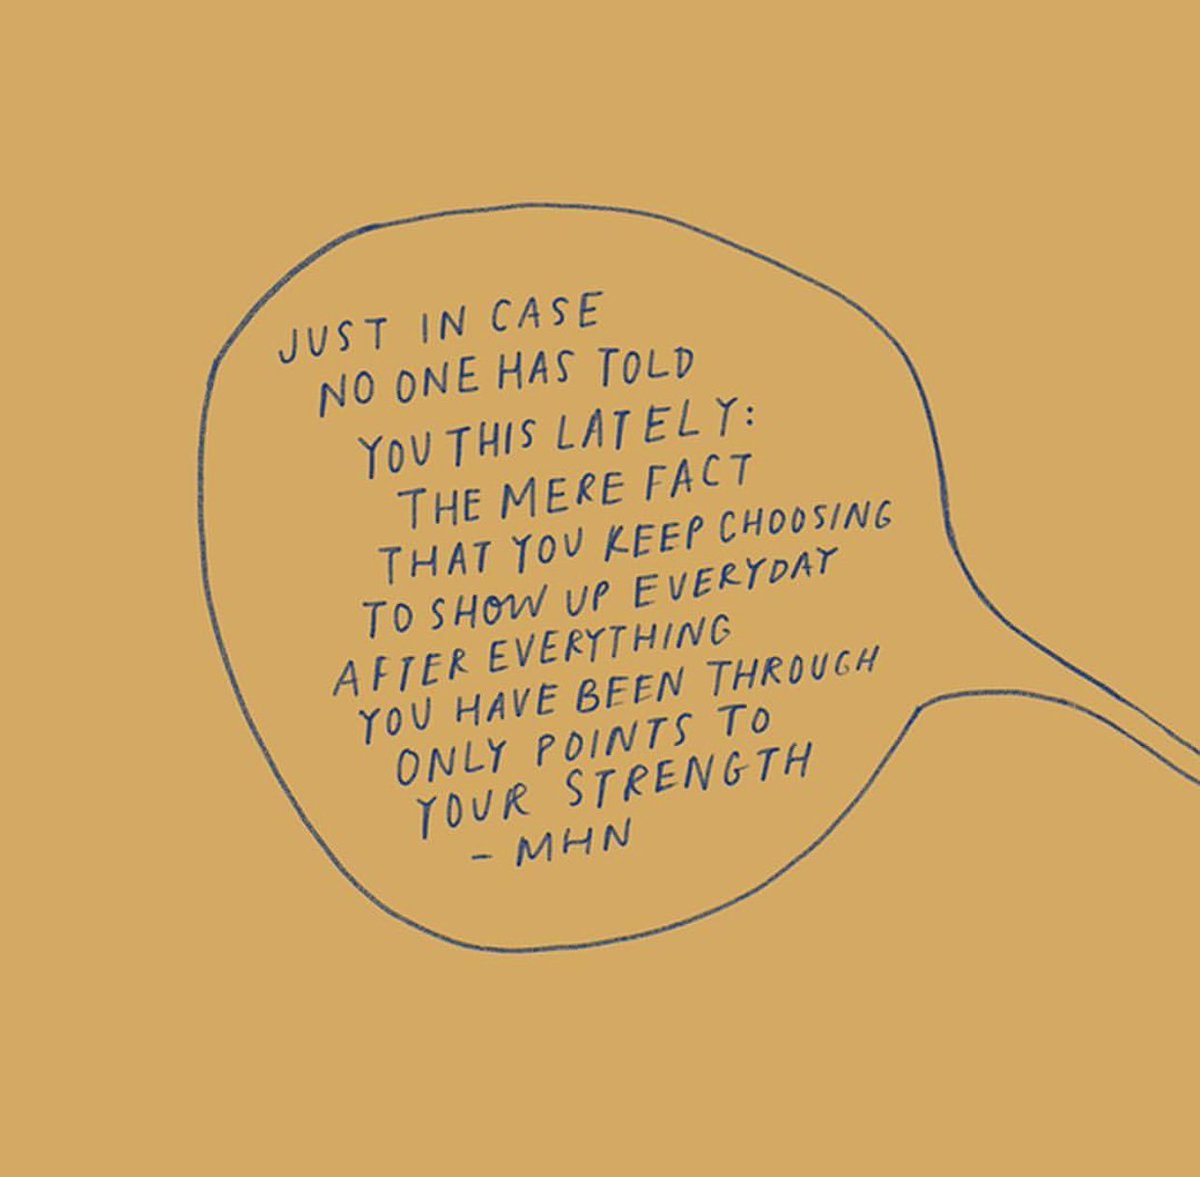 JUST IN CASE
NO ONE HAS TOLD
YOU THIS LATELY:
THE MERE FACT
THAT YOU KEEP CHOOSING
TO SHOW UP EVERYDAY
AFTER EVERYTHING
YOU HAVE BEEN THROUGH
ONLY POINTS TO
YOUR STRENGTH
- MHN